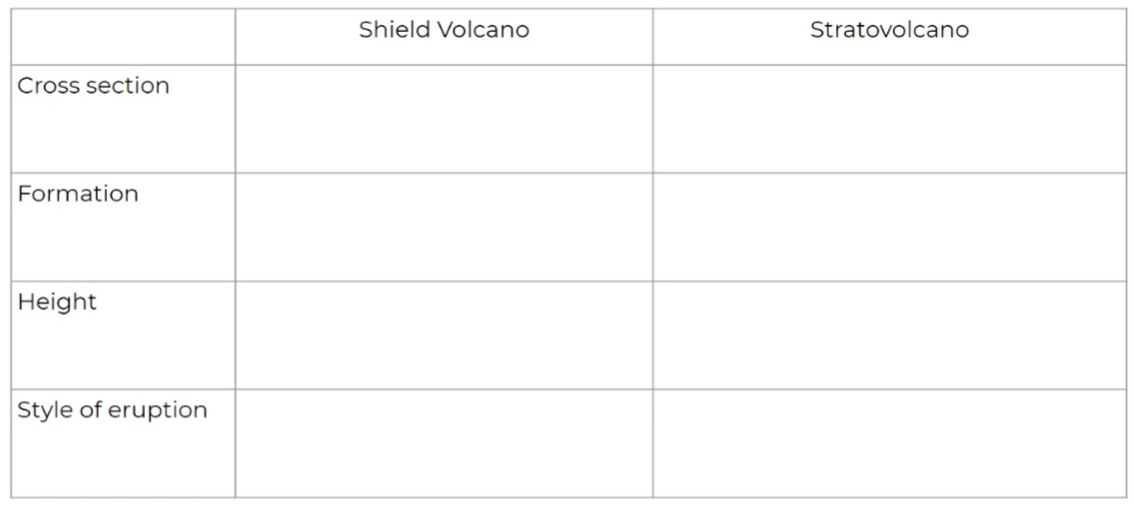 Shield Volcano
Stratovolcano
Cross section
Formation
Height
Style of eruption